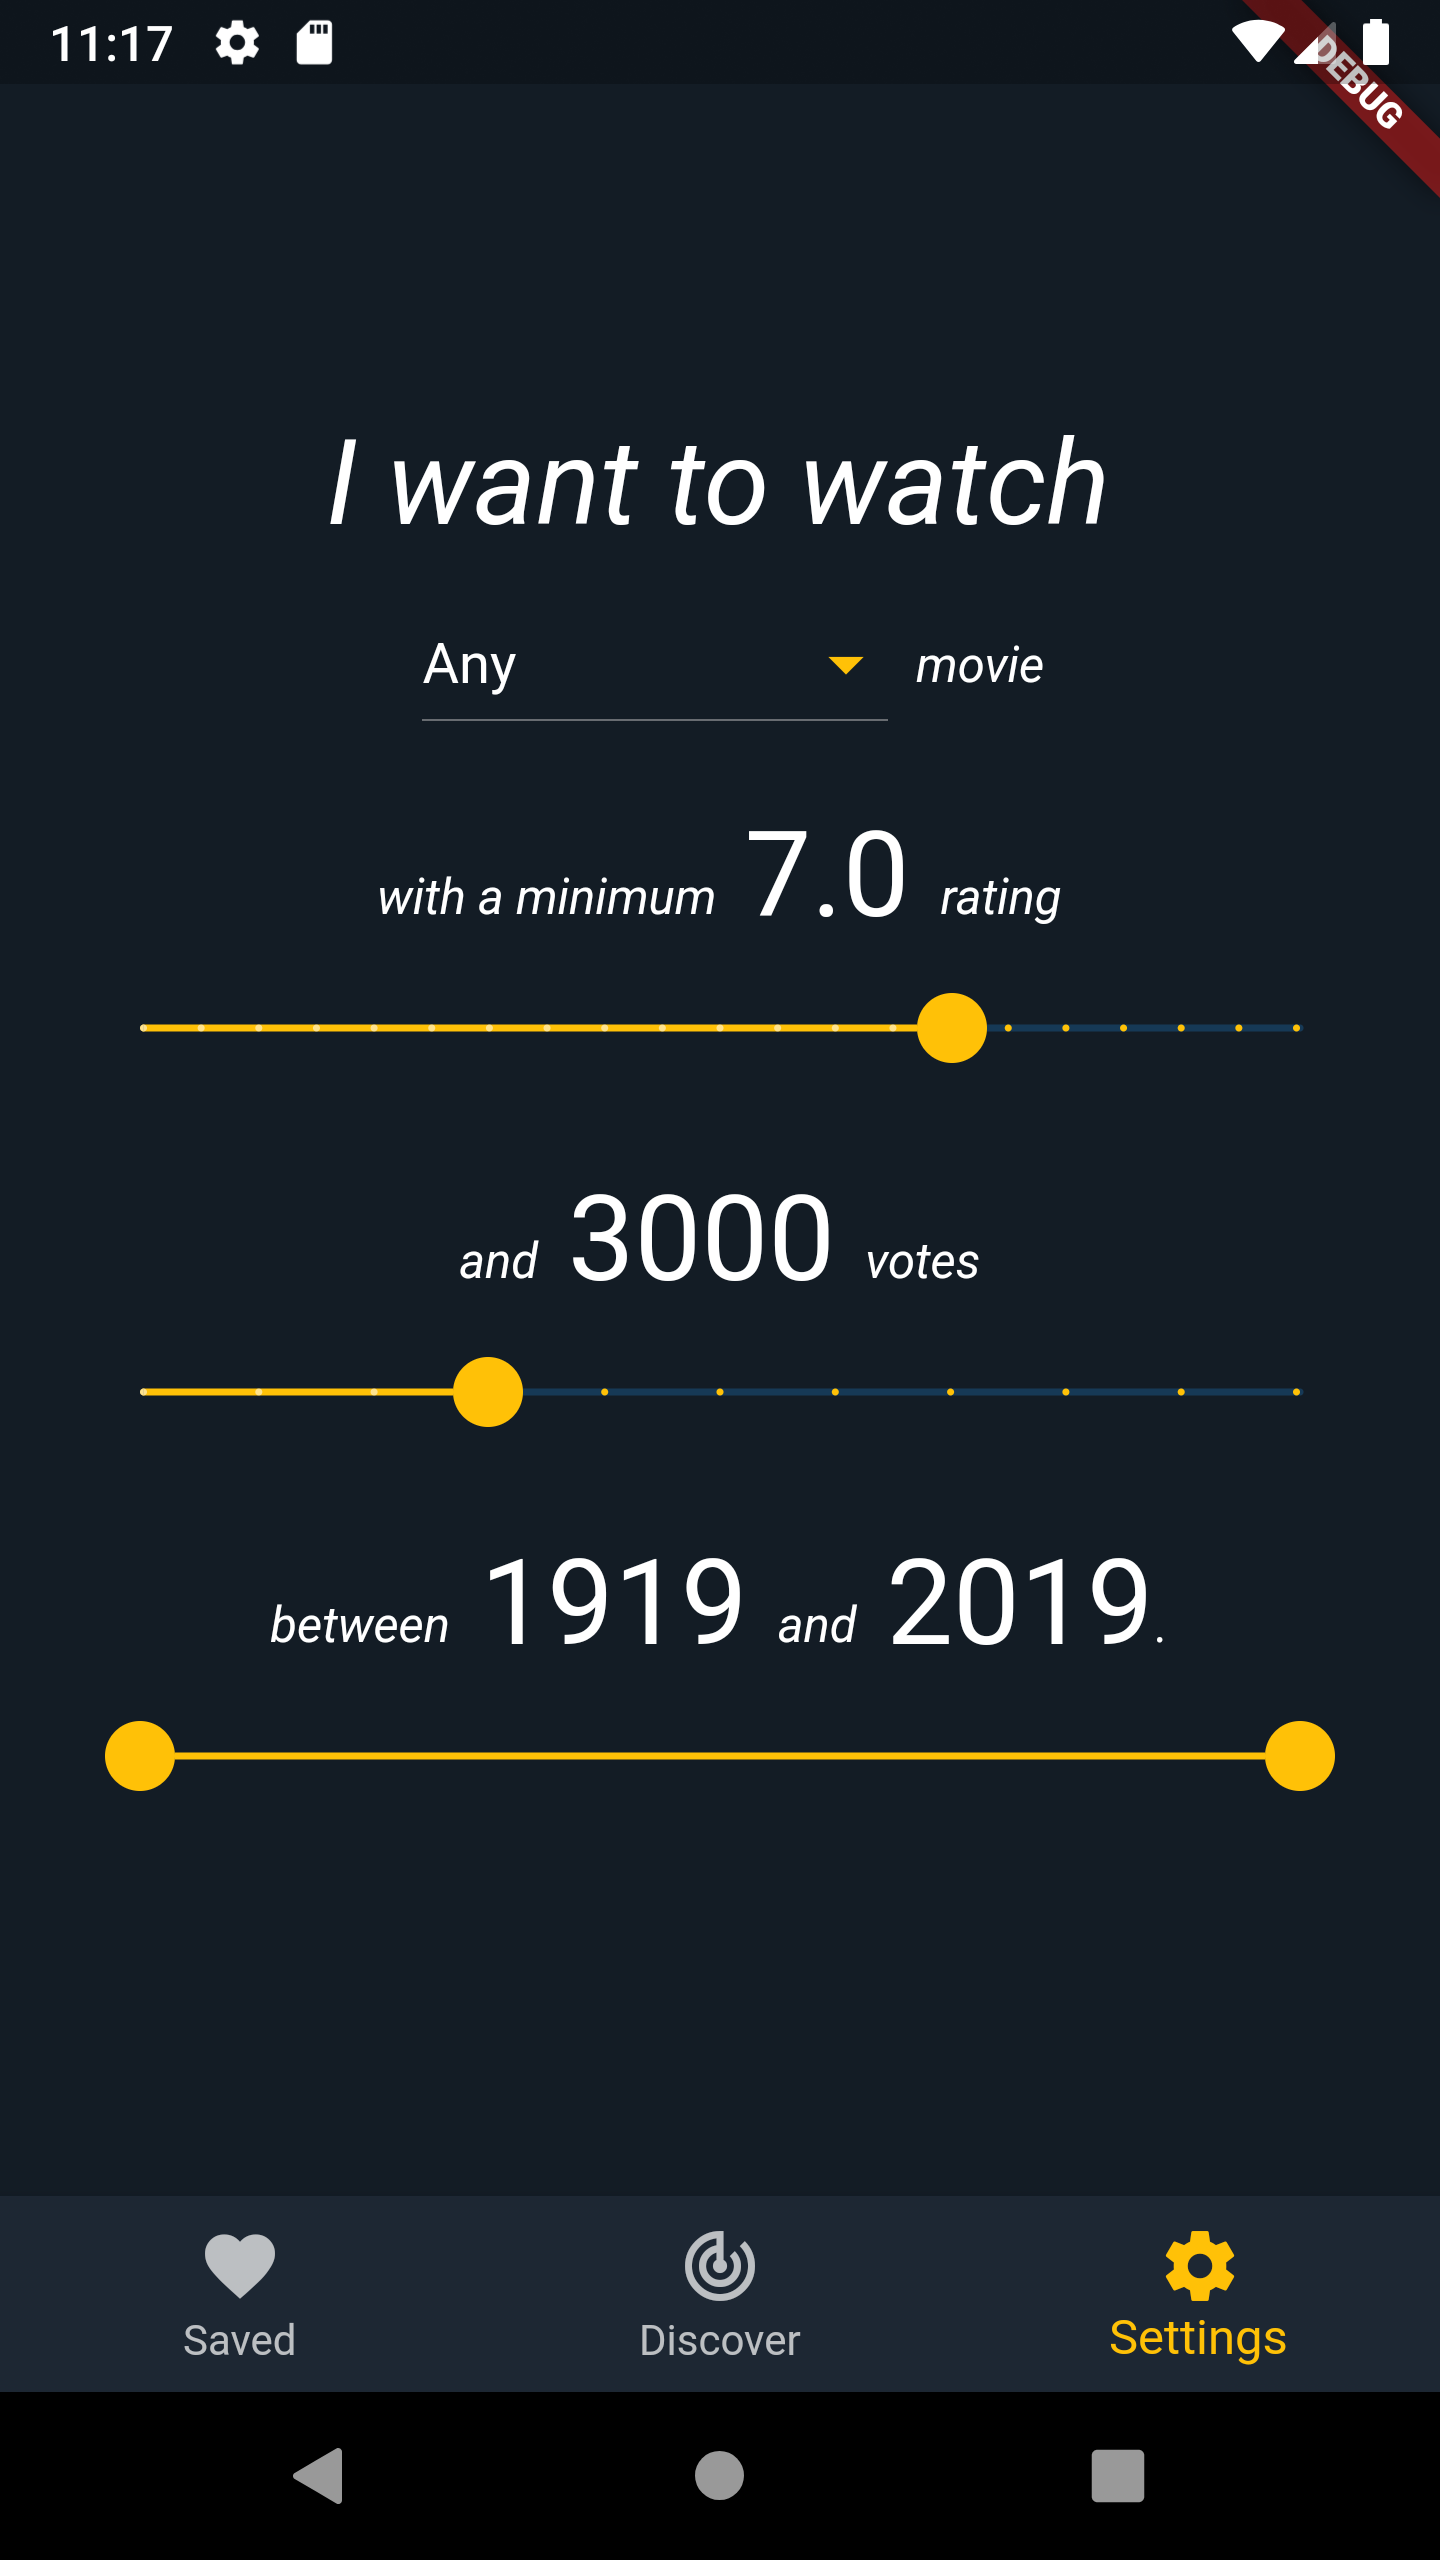 11:17
DEBUG
I want to watch
Any movie
with a minimum 7.0 rating
and 3000 votes
between 1919 and 2019.
Saved Discover Settings